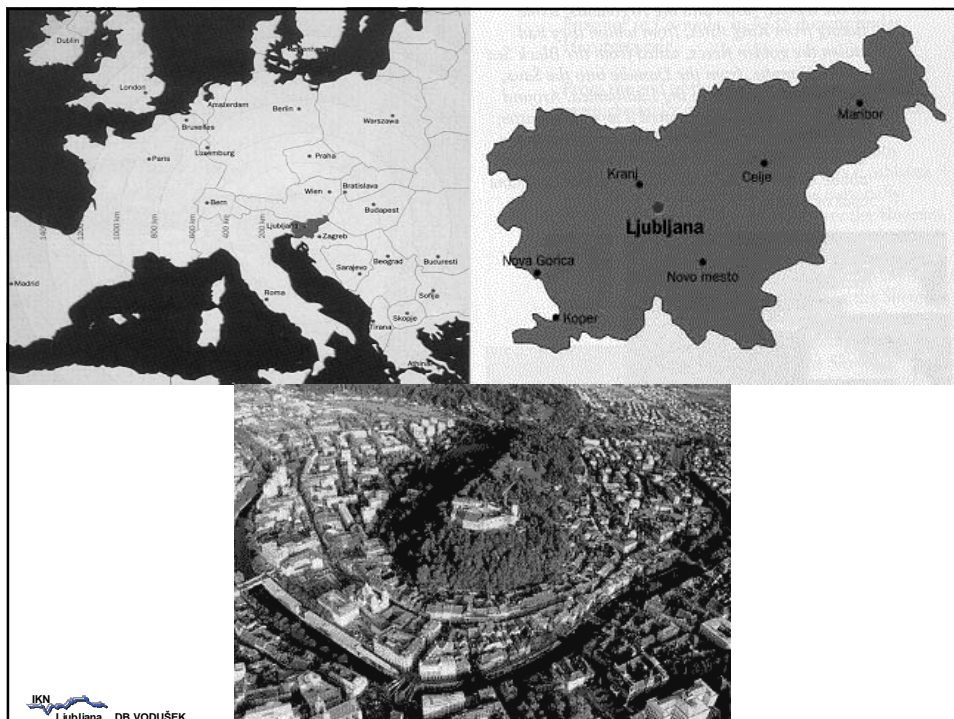 Dublin
London
Amsterdam
Berlin
Warszawa
Bruxelles
Luxemburg
Paris
Praha
Wien
Bratislava
Bern
Budapest
1200
1000 km
800 km
600 km
400 km
200 km
Ljubljana
Zagreb
Beograd
Bucuresti
Sarajevo
Madrid
Roma
Sofija
Skopje
Tirana
Athinai
Maribor
Celje
Kranj
Ljubljana
Nova Gorica
Novo mesto
Koper
IKN
Ljubljana DB VODUŠEK